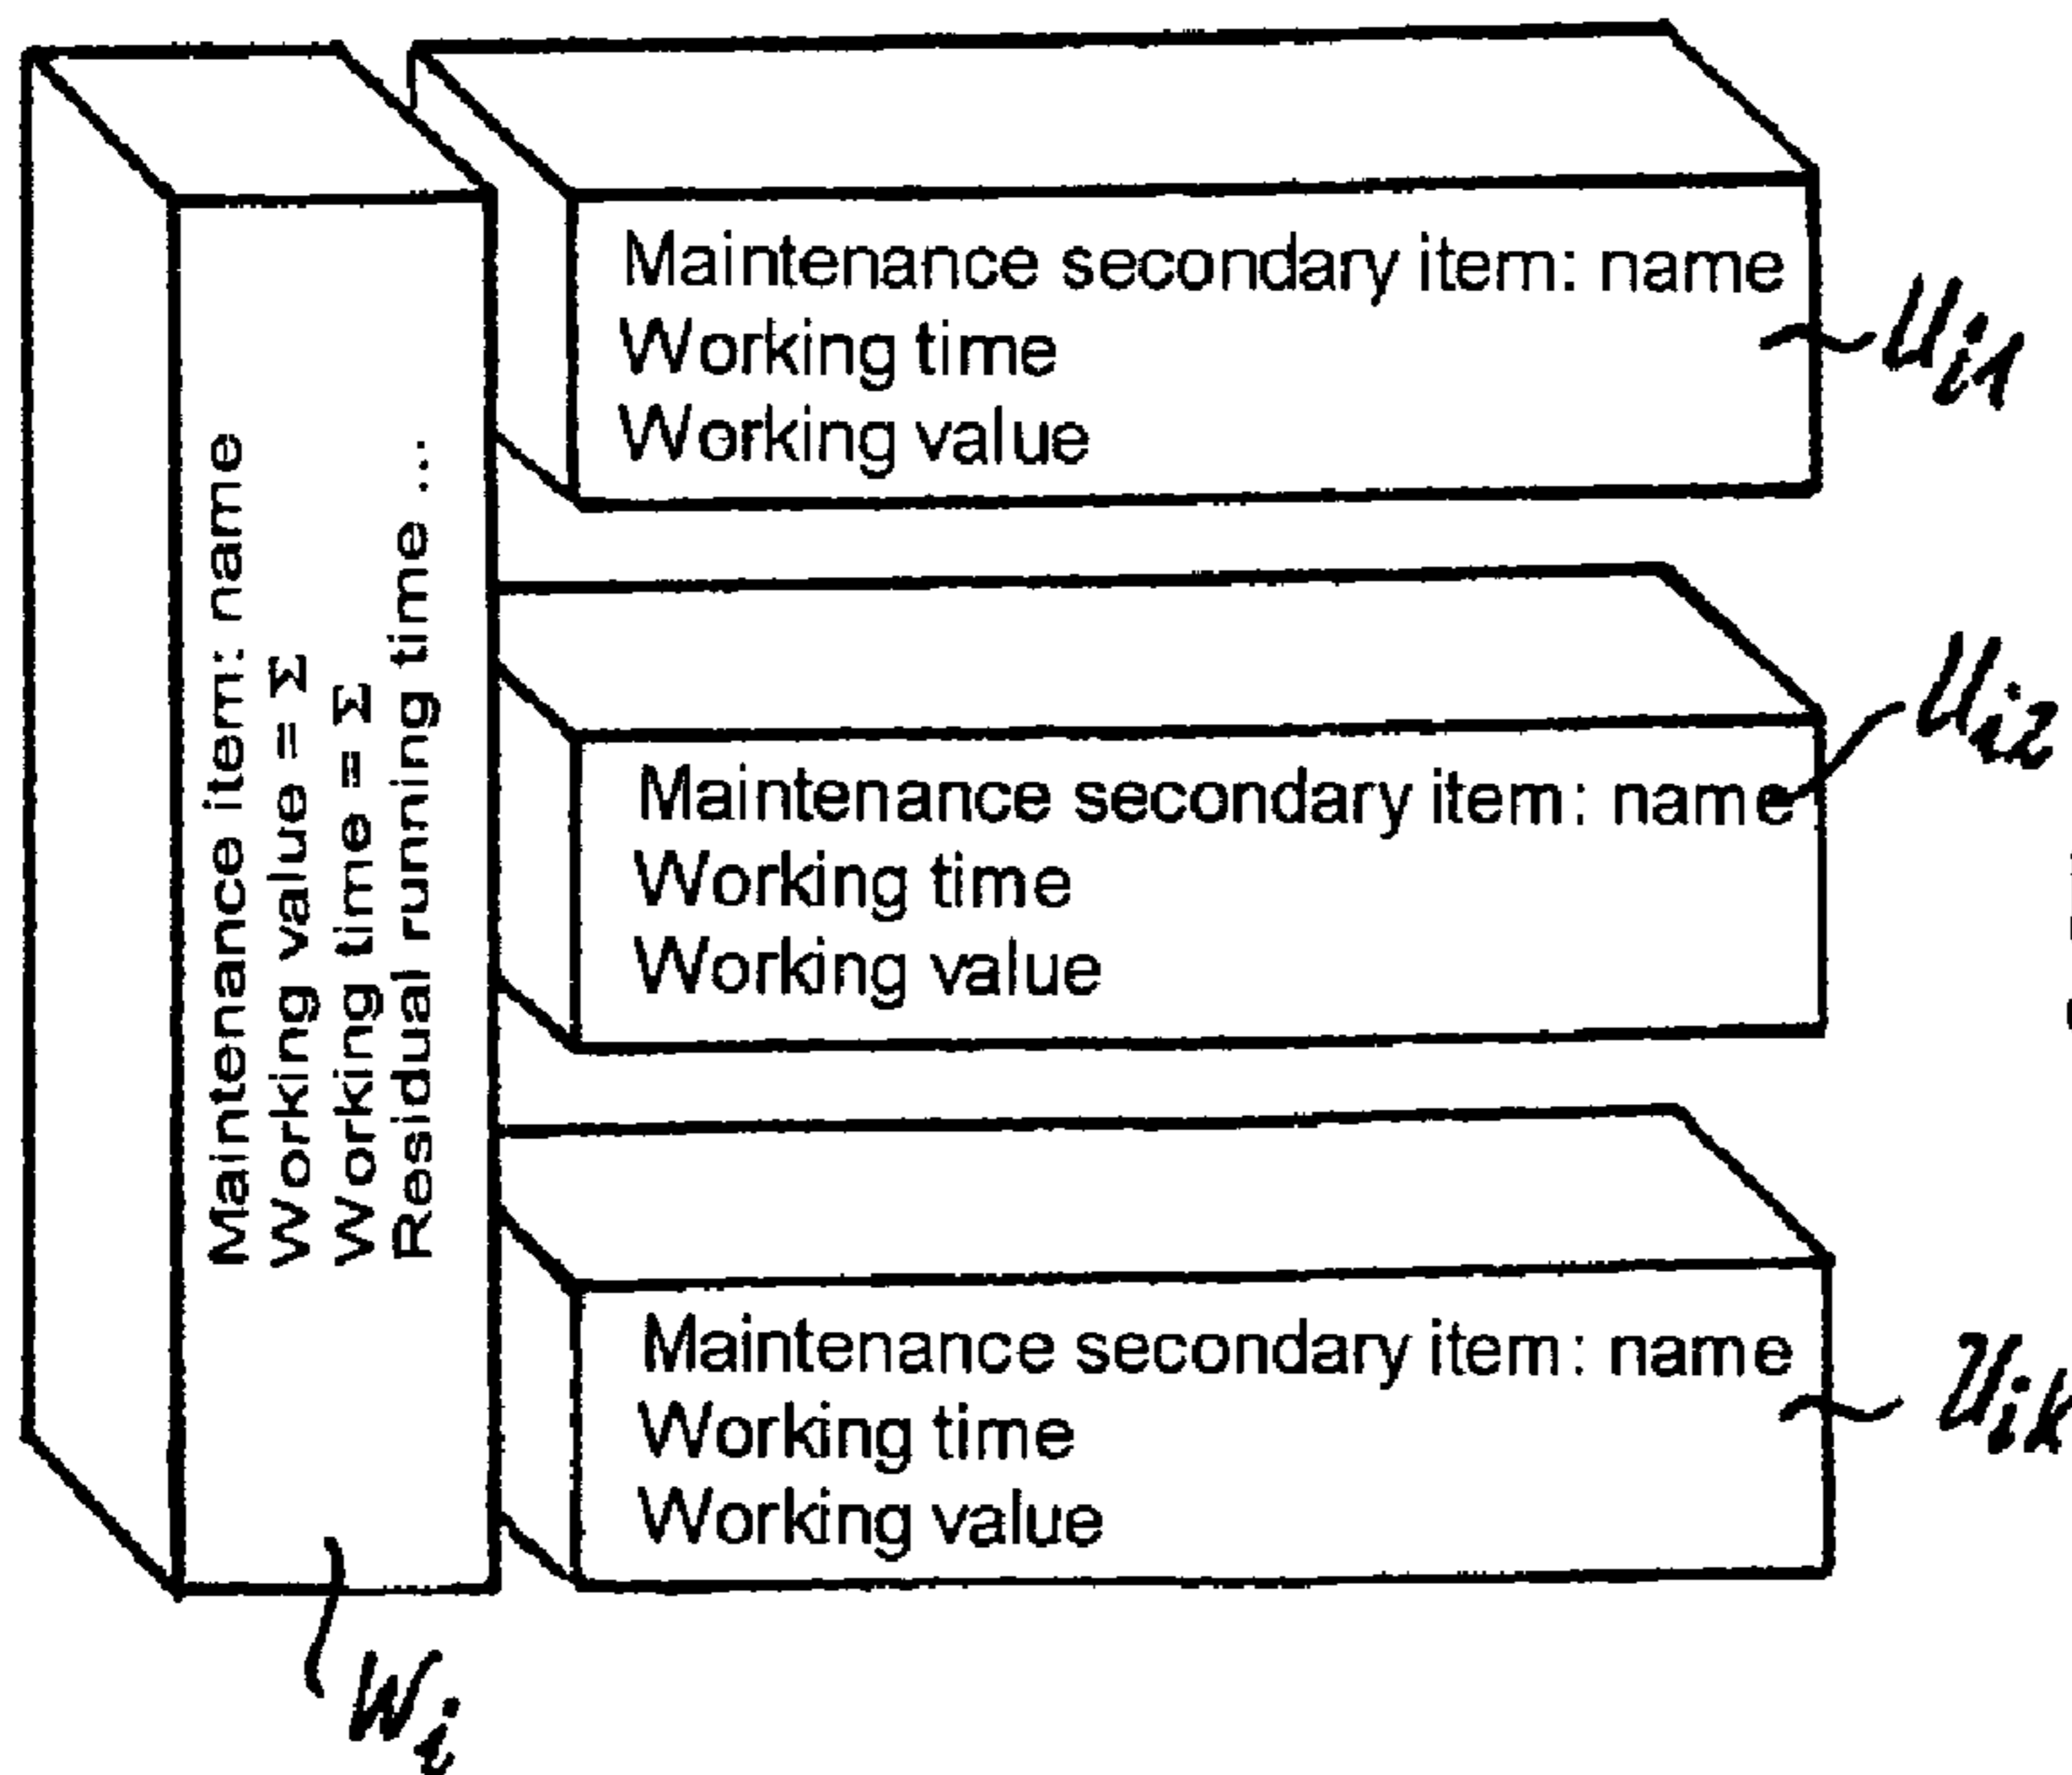 Maintenance item: name
Working value = Σ
Working time = Σ
Residual running time ...
Maintenance secondary item: name
Working time
Working value
Ui1
Maintenance secondary item: name
Working time
Working value
Ui2
Maintenance secondary item: name
Working time
Working value
Uik
Wi